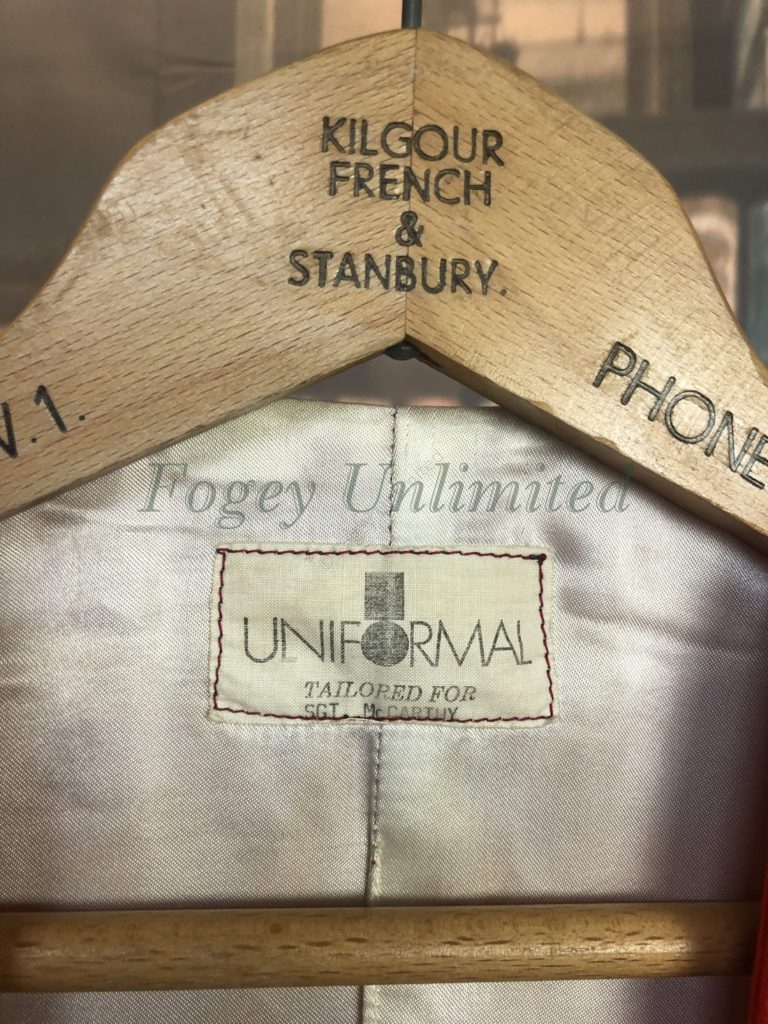 KILGOUR
FRENCH
&
STANBURY.
.1.
PHONE
Fogey Unlimited
UNIFORMAL
TAILORED FOR
SGT. McCARTHY